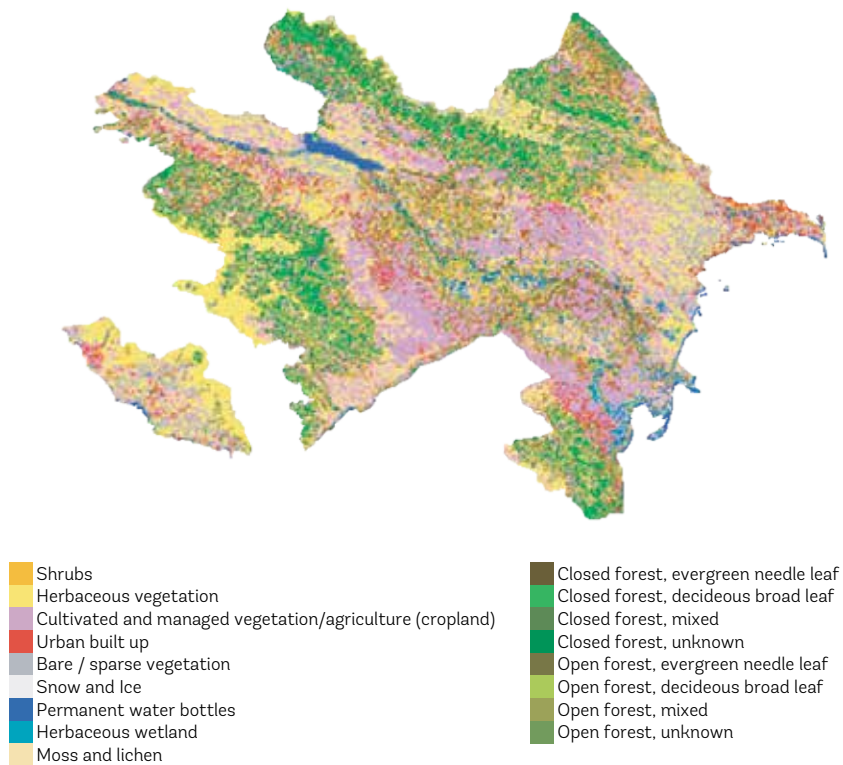 Shrubs
Herbaceous vegetation
Cultivated and managed vegetation/agriculture (cropland)
Urban built up
Bare / sparse vegetation
Snow and Ice
Permanent water bottles
Herbaceous wetland
Moss and lichen
Closed forest, evergreen needle leaf
Closed forest, decideous broad leaf
Closed forest, mixed
Closed forest, unknown
Open forest, evergreen needle leaf
Open forest, decideous broad leaf
Open forest, mixed
Open forest, unknown